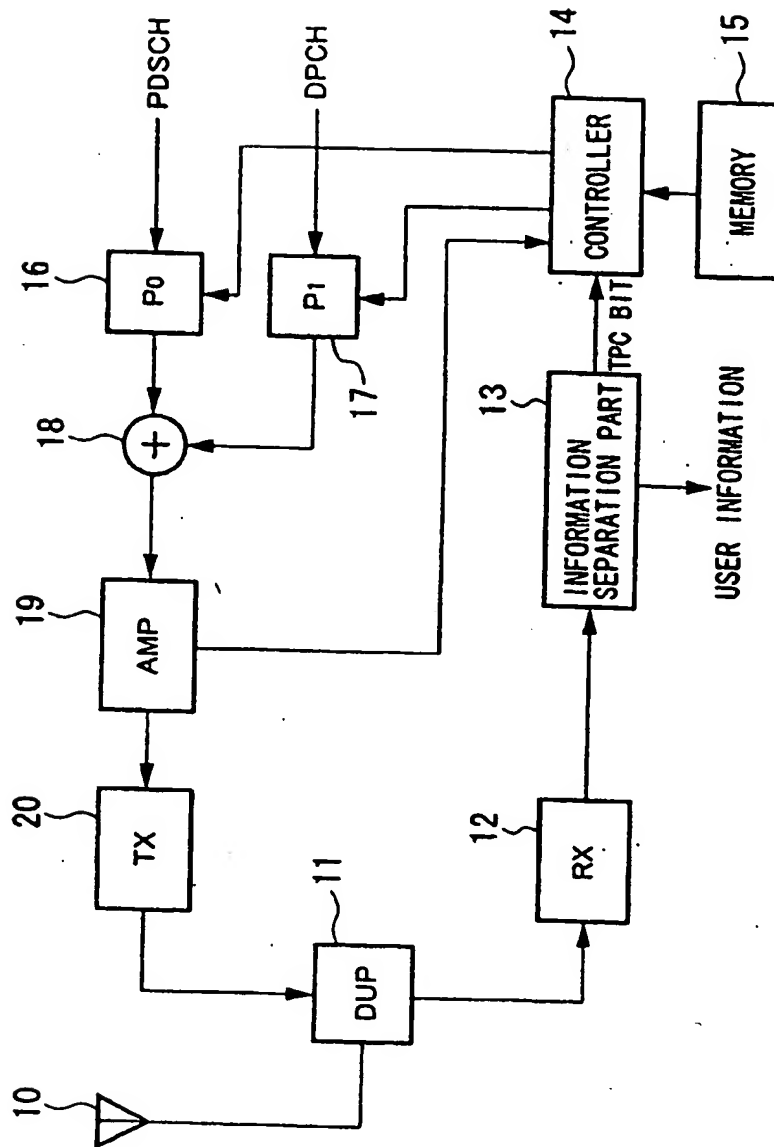 10
11
DUP
20
TX
19
AMP
18
+
16
P0
PDSCH
17
P1
DPCH
12
RX
13
INFORMATION
SEPARATION PART
TPC BIT
USER INFORMATION
14
CONTROLLER
15
MEMORY